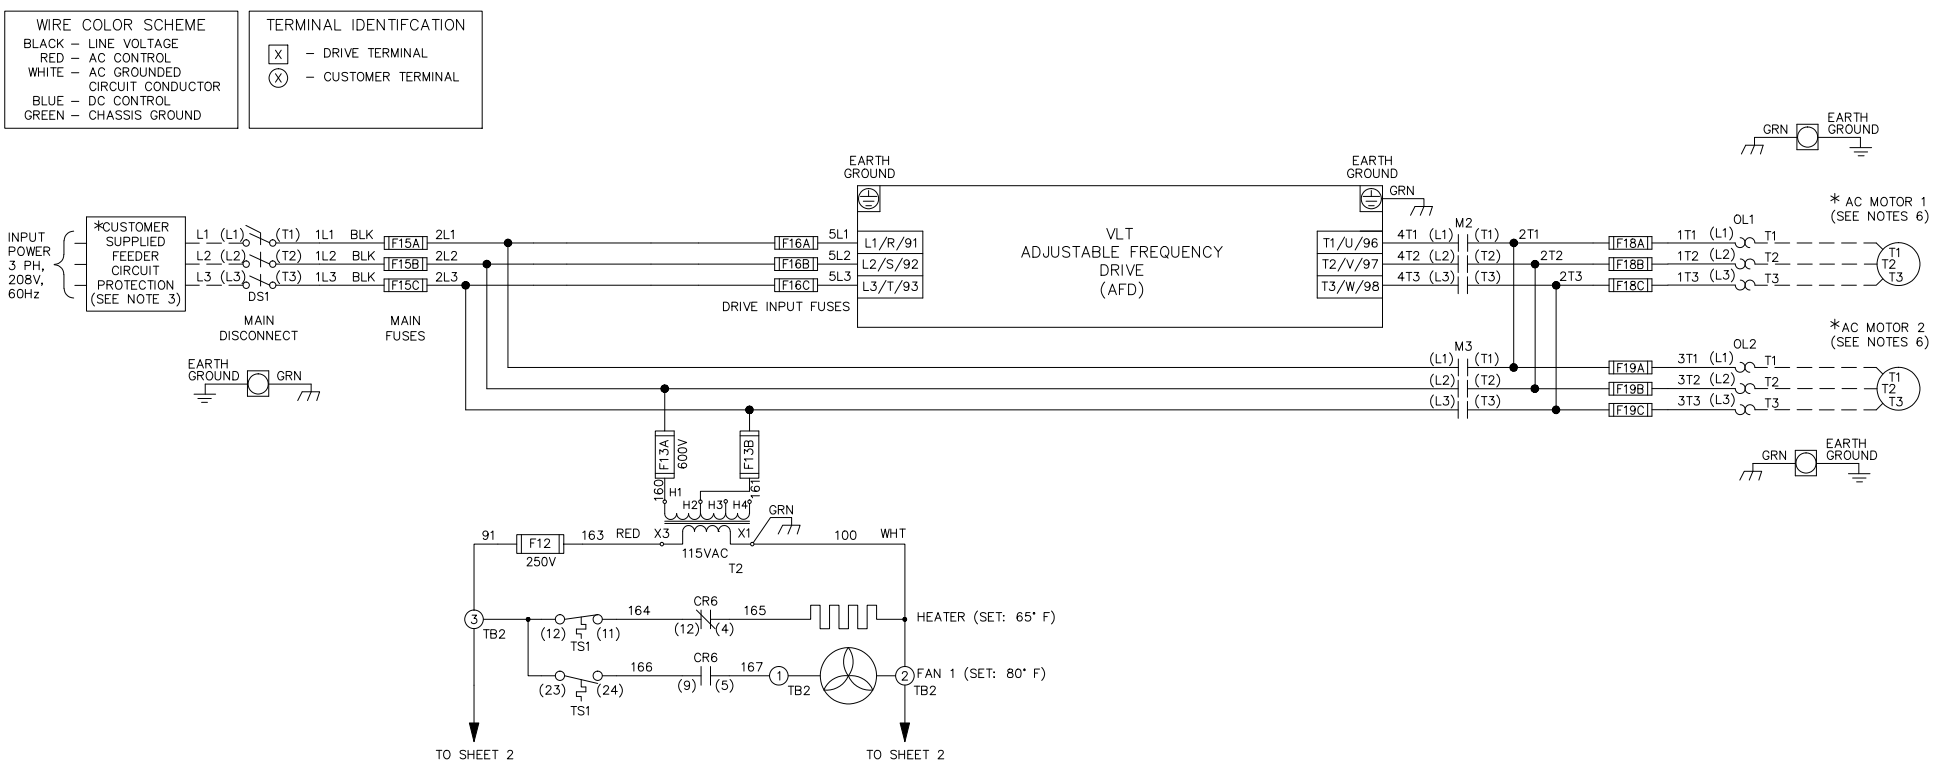 WIRE COLOR SCHEME
BLACK – LINE VOLTAGE
RED – AC CONTROL
WHITE – AC GROUNDED
CIRCUIT CONDUCTOR
BLUE – DC CONTROL
GREEN – CHASSIS GROUND
TERMINAL IDENTIFCATION
X – DRIVE TERMINAL
X – CUSTOMER TERMINAL
INPUT
POWER
3 PH,
208V,
60Hz
*CUSTOMER
SUPPLIED
FEEDER
CIRCUIT
PROTECTION
(SEE NOTE 3)
L1 (L1) (T1) 1L1 BLK F15A 2L1
L2 (L2) (T2) 1L2 BLK F15B 2L2
L3 (L3) (T3) 1L3 BLK F15C 2L3
DS1
MAIN
DISCONNECT
MAIN
FUSES
EARTH
GROUND
GRN
F16A 5L1
F16B 5L2
F16C 5L3
DRIVE INPUT FUSES
EARTH
GROUND
L1/R/91
L2/S/92
L3/T/93
VLT
ADJUSTABLE FREQUENCY
DRIVE
(AFD)
EARTH
GROUND
GRN
T1/U/96
T2/V/97
T3/W/98
M2
4T1 (L1) (T1) 2T1
4T2 (L2) (T2) 2T2
4T3 (L3) (T3) 2T3
F18A 1T1 (L1) T1
F18B 1T2 (L2) T2
F18C 1T3 (L3) T3
OL1
GRN
EARTH
GROUND
* AC MOTOR 1
(SEE NOTES 6)
T1
T2
T3
M3
(L1) (T1)
(L2) (T2)
(L3) (T3)
F19A 3T1 (L1) T1
F19B 3T2 (L2) T2
F19C 3T3 (L3) T3
OL2
*AC MOTOR 2
(SEE NOTES 6)
T1
T2
T3
GRN
EARTH
GROUND
F13A
600V
F13B
160
161
H1
H2 H3 H4
GRN
91 F12 163 RED X3 X1 100 WHT
250V
115VAC
T2
3
TB2
(12) (11)
TS1
164
CR6
(12) (4)
165
HEATER (SET: 65° F)
(23) (24)
TS1
166
CR6
(9) (5)
167
1
TB2
2
TB2
FAN 1 (SET: 80° F)
TO SHEET 2
TO SHEET 2